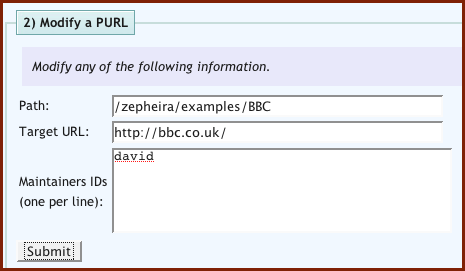 2) Modify a PURL
Modify any of the following information.
Path: /zepheira/examples/BBC
Target URL: http://bbc.co.uk/
Maintainers IDs (one per line): david
Submit